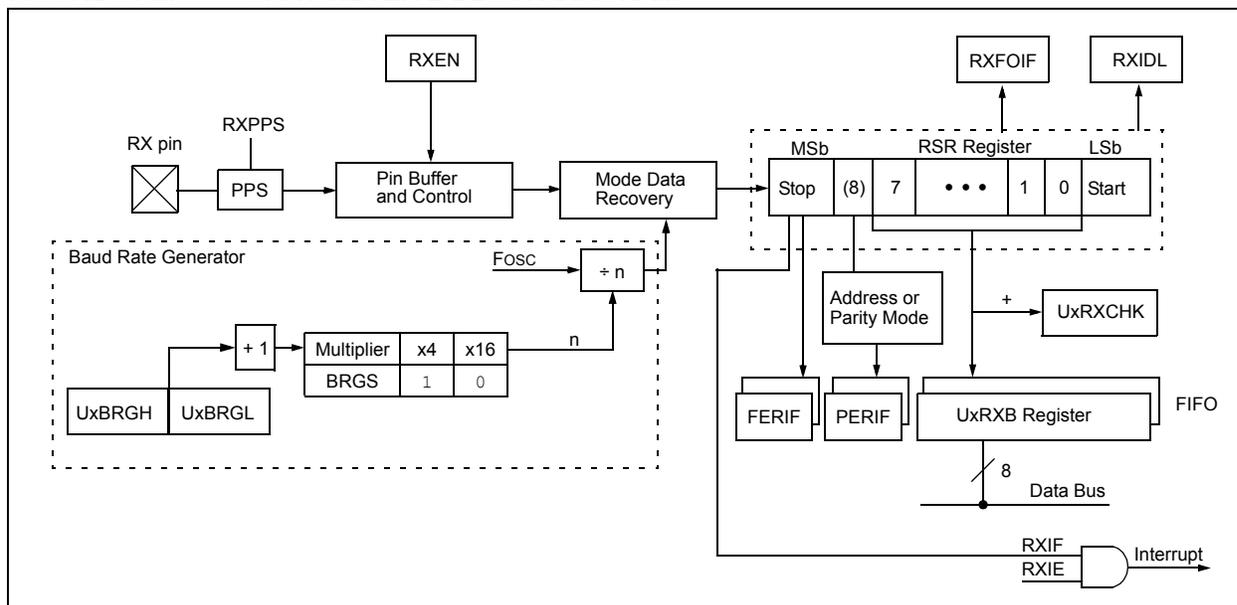 RXEN
RXFOIF
RXIDL
RXPPS
RX pin
MSb RSR Register LSb
PPS
Pin Buffer
and Control
Mode Data
Recovery
Stop (8) 7 • • • 1 0 Start
Baud Rate Generator
FOSC
÷ n
Address or
Parity Mode
+
UxRXCHK
n
+ 1
Multiplier x4 x16
BRGS 1 0
UxBRGH UxBRGL
FERIF
PERIF
UxRXB Register
FIFO
8
Data Bus
RXIF
RXIE
Interrupt